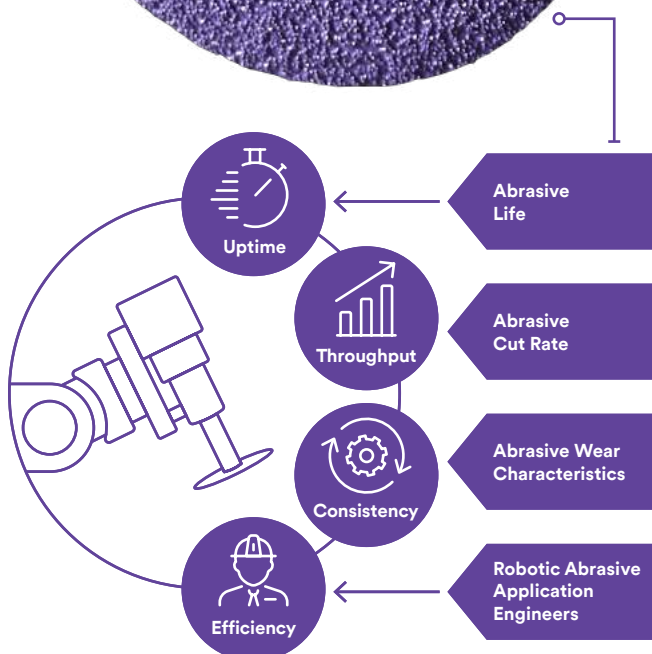 Uptime
Abrasive
Life
Throughput
Abrasive
Cut Rate
Consistency
Abrasive Wear
Characteristics
Efficiency
Robotic Abrasive
Application
Engineers